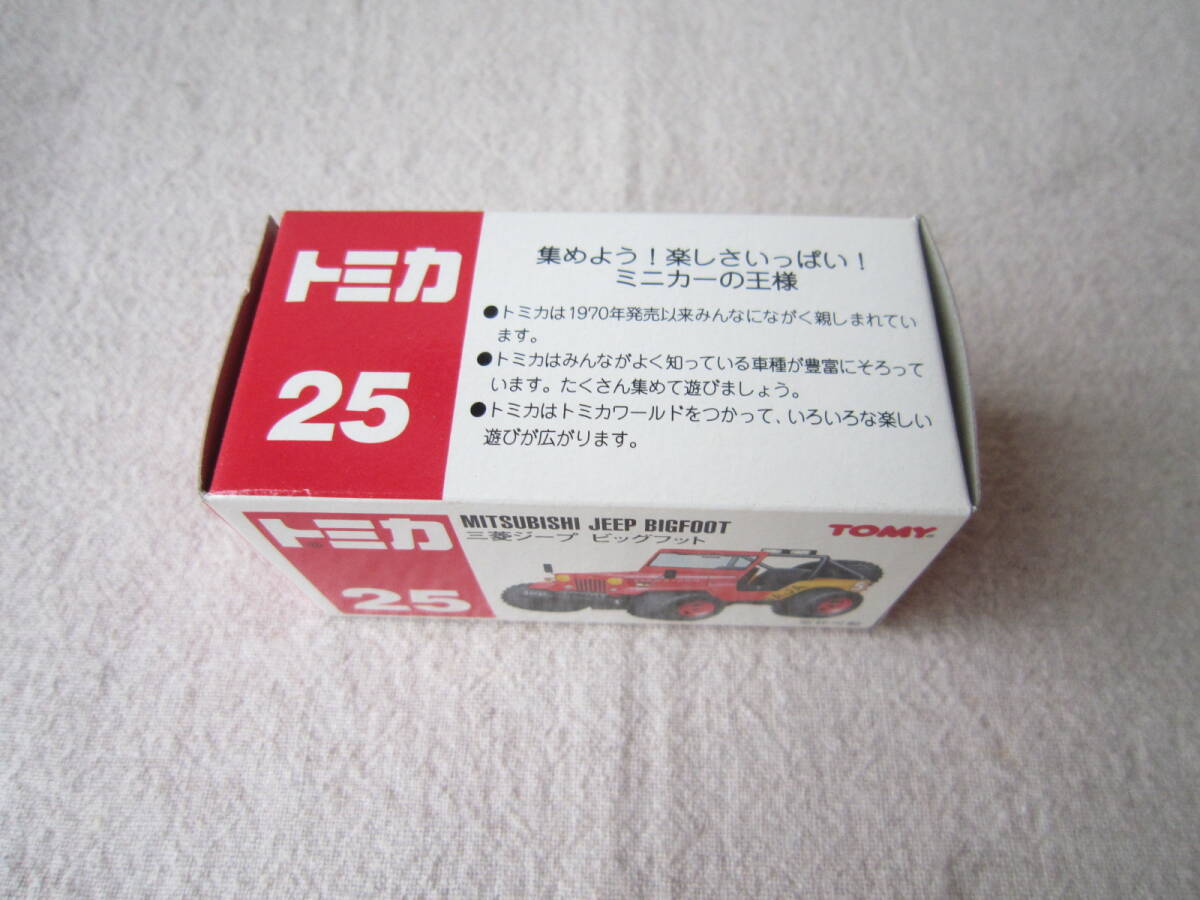 トミカ
25
集めよう！楽しさいっぱい！
ミニカーの王様
●トミカは1970年発売以来みんなにながく親しまれてい
ます。
●トミカはみんながよく知っている車種が豊富にそろって
います。たくさん集めて遊びましょう。
●トミカはトミカワールドをつかって、いろいろな楽しい
遊びが広がります。
トミカ
25
MITSUBISHI JEEP BIGFOOT
三菱ジープ ビッグフット
TOMY